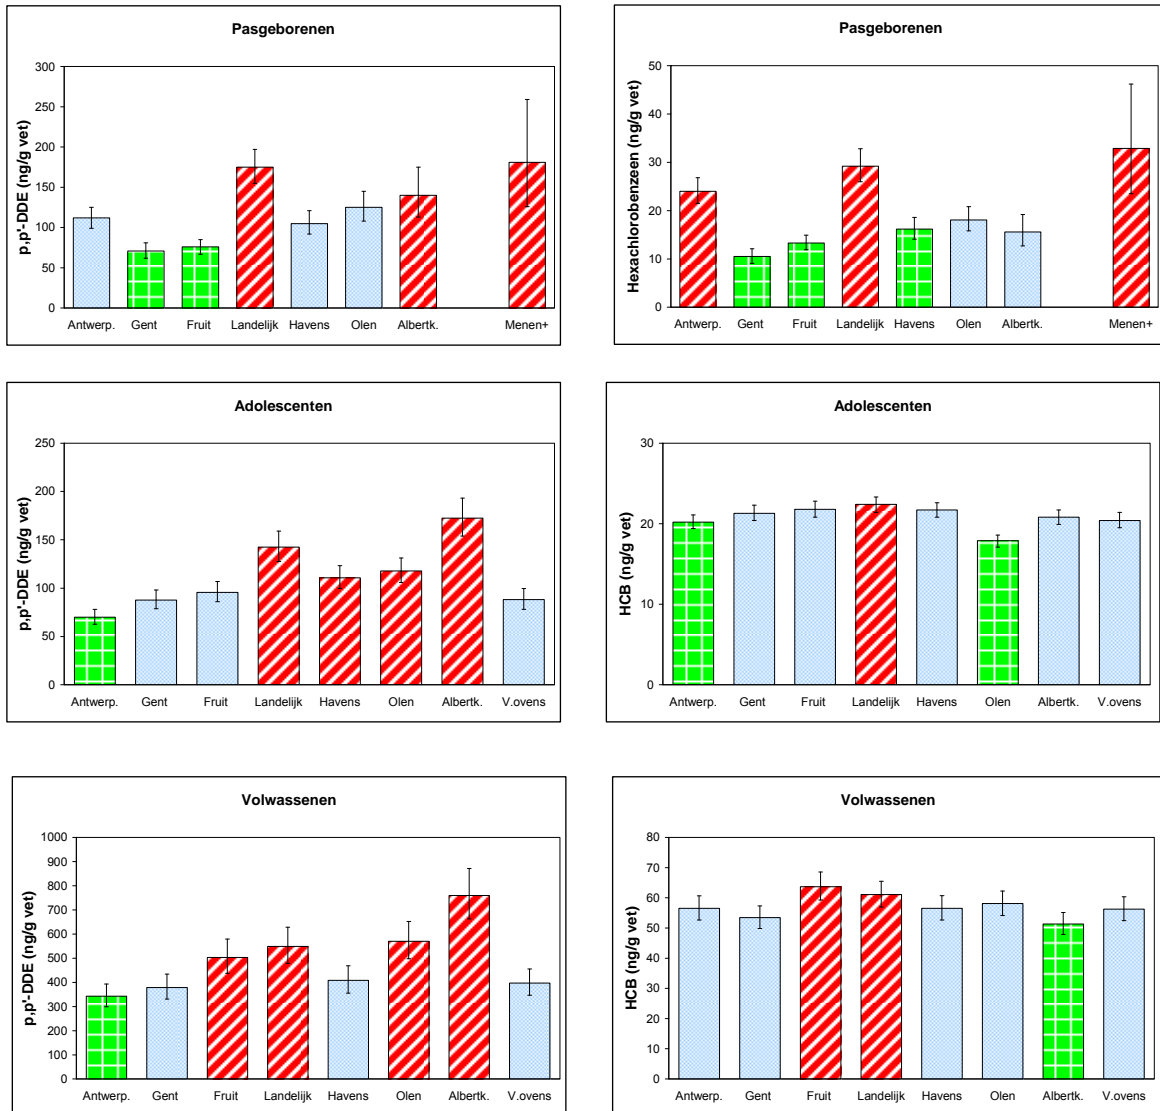 Pasgeborenen
p,p'-DDE (ng/g vet)
300
250
200
150
100
50
0
Antwerp. Gent Fruit Landelijk Havens Olen Albertk. Menen+
Pasgeborenen
Hexachlorobenzeen (ng/g vet)
50
40
30
20
10
0
Antwerp. Gent Fruit Landelijk Havens Olen Albertk. Menen+
Adolescenten
p,p'-DDE (ng/g vet)
250
200
150
100
50
0
Antwerp. Gent Fruit Landelijk Havens Olen Albertk. V.ovens
Adolescenten
HCB (ng/g vet)
30
20
10
0
Antwerp. Gent Fruit Landelijk Havens Olen Albertk. V.ovens
Volwassenen
p,p'-DDE (ng/g vet)
1000
900
800
700
600
500
400
300
200
100
0
Antwerp. Gent Fruit Landelijk Havens Olen Albertk. V.ovens
Volwassenen
HCB (ng/g vet)
80
70
60
50
40
30
20
10
0
Antwerp. Gent Fruit Landelijk Havens Olen Albertk. V.ovens